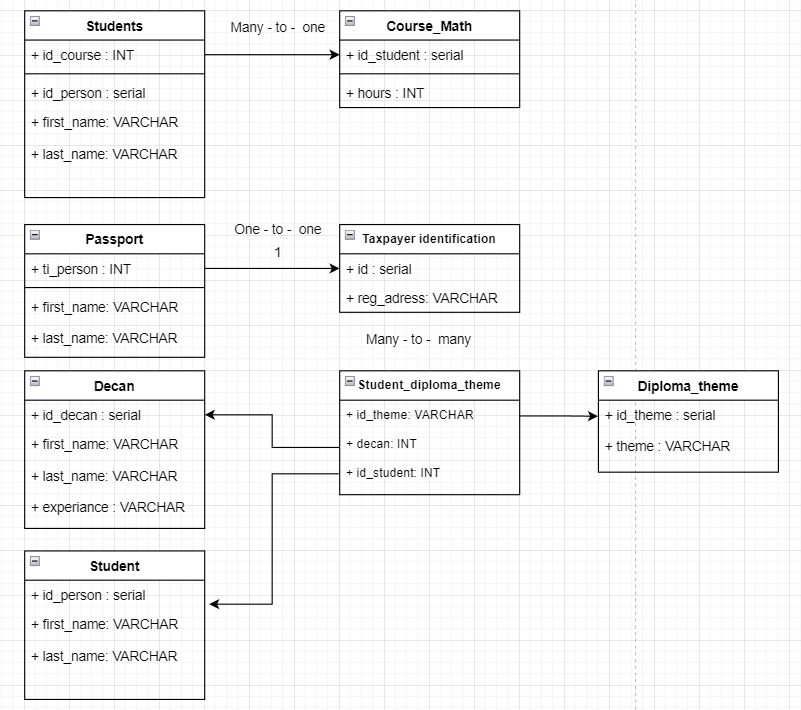 Students
+ id_course : INT
+ id_person : serial
+ first_name: VARCHAR
+ last_name: VARCHAR
Many - to - one
Course_Math
+ id_student : serial
+ hours : INT
Passport
+ ti_person : INT
+ first_name: VARCHAR
+ last_name: VARCHAR
One - to - one
1
Taxpayer identification
+ id : serial
+ reg_adress: VARCHAR
Many - to - many
Decan
+ id_decan : serial
+ first_name: VARCHAR
+ last_name: VARCHAR
+ experiance : VARCHAR
Student_diploma_theme
+ id_theme: VARCHAR
+ decan: INT
+ id_student: INT
Diploma_theme
+ id_theme : serial
+ theme : VARCHAR
Student
+ id_person : serial
+ first_name: VARCHAR
+ last_name: VARCHAR